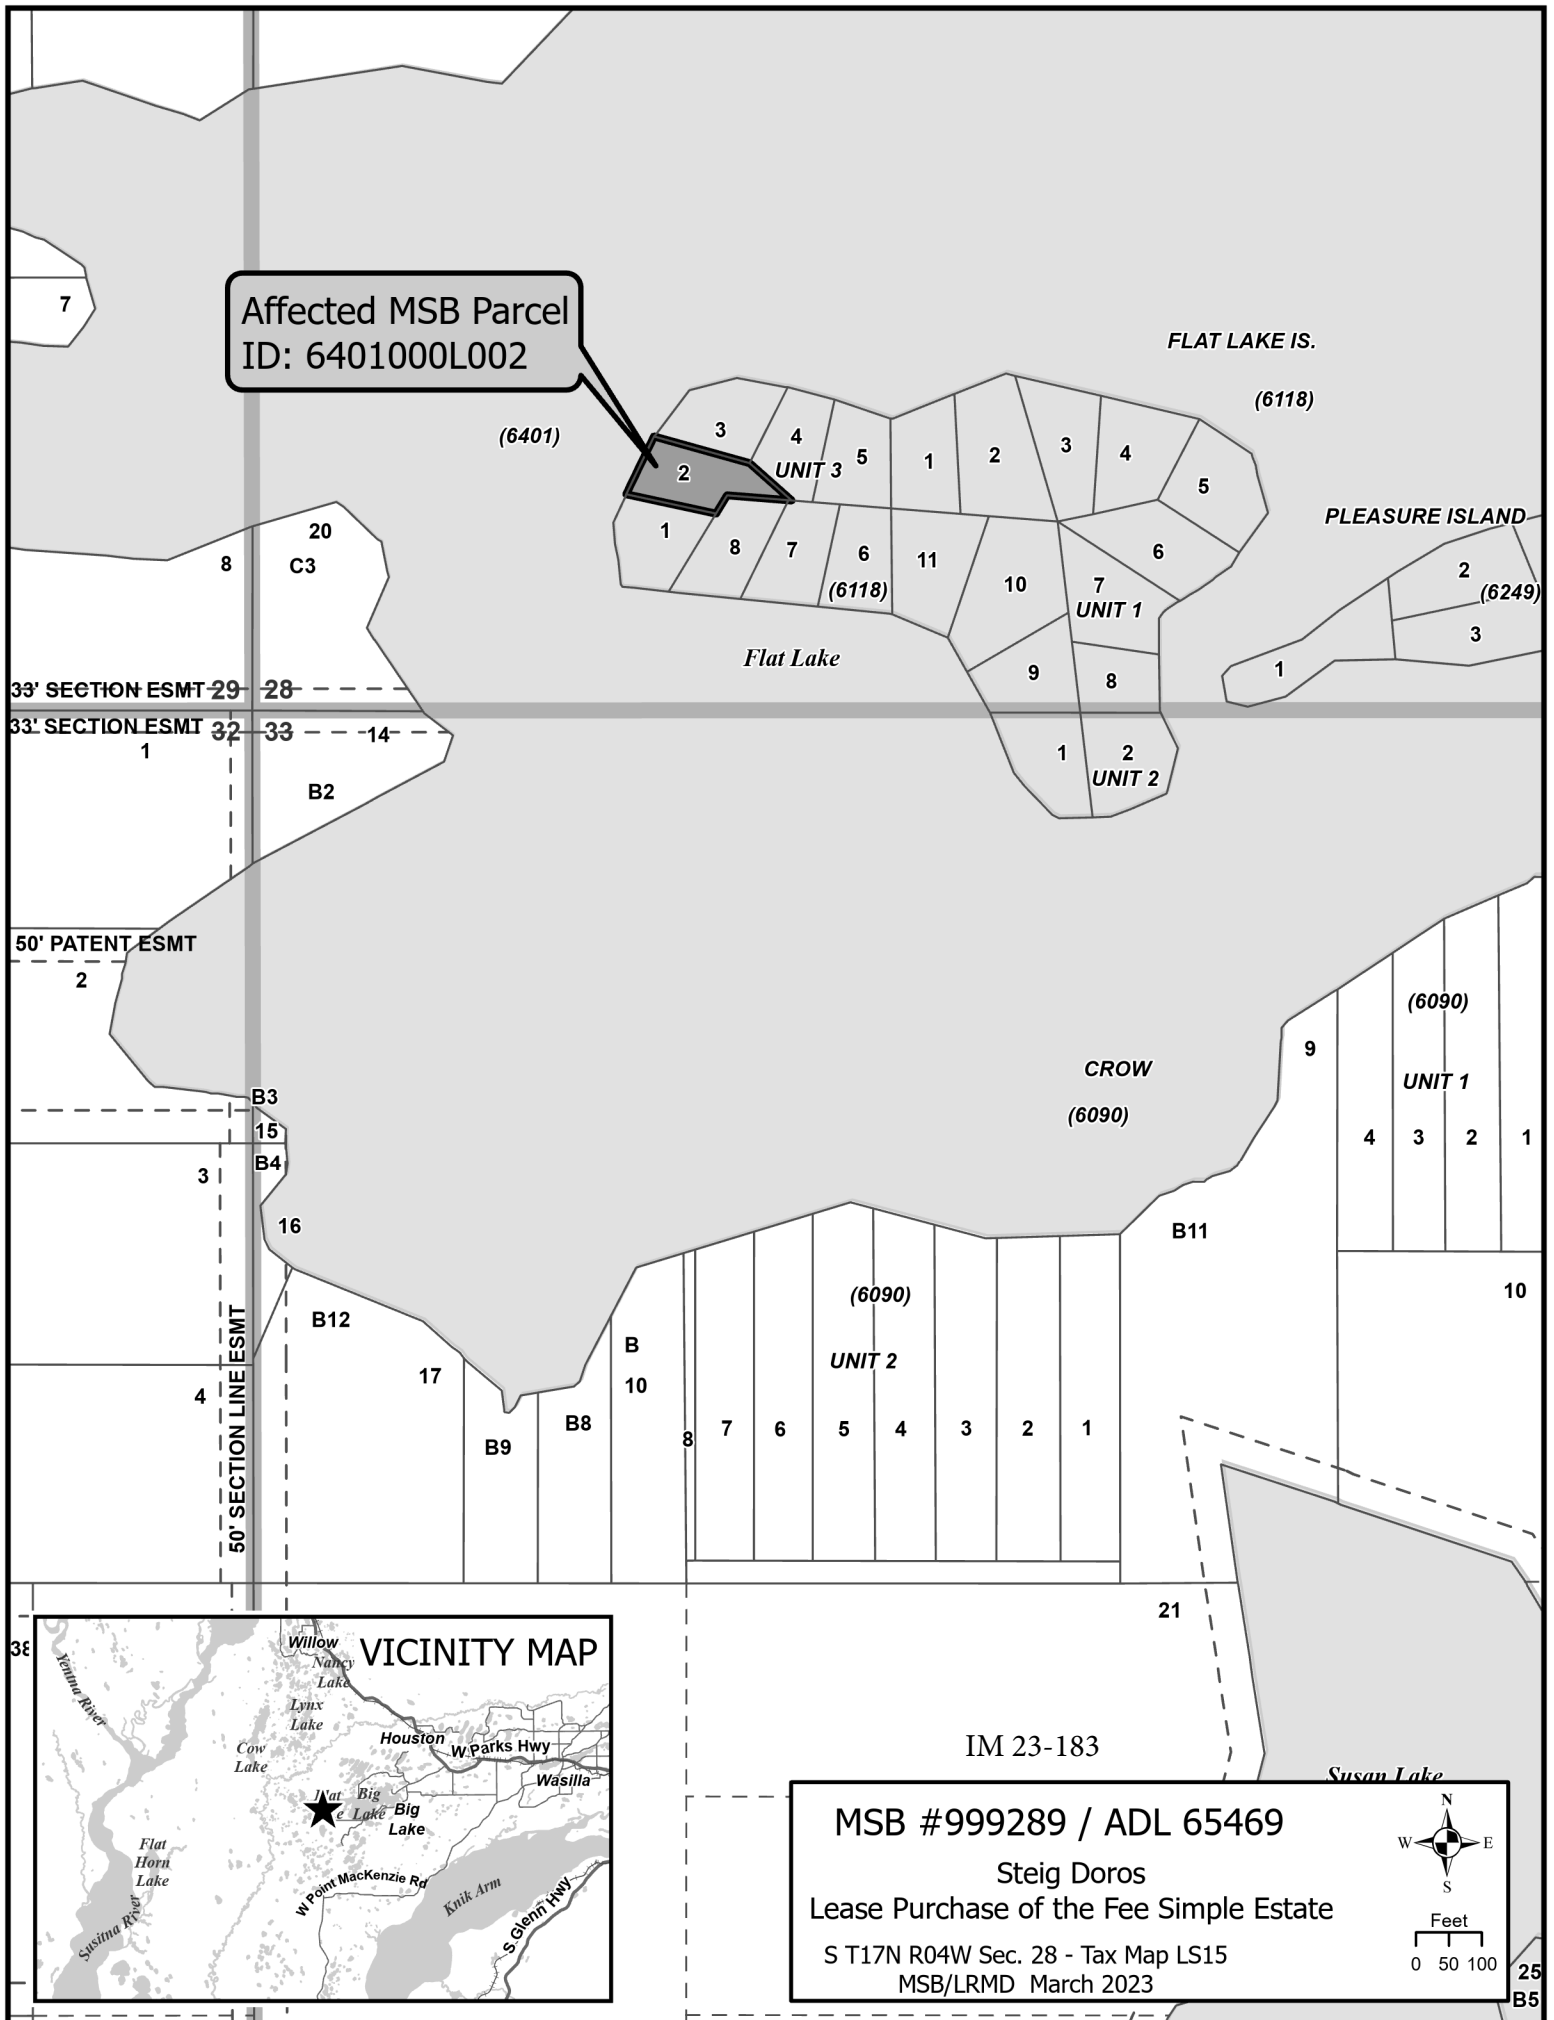 7
Affected MSB Parcel
ID: 6401000L002
FLAT LAKE IS.
(6118)
(6401)
3
4
UNIT 3
5
1
2
3
4
5
2
1
8
7
6
(6118)
11
10
7
UNIT 1
6
9
8
1
2
UNIT 2
PLEASURE ISLAND
2
(6249)
3
1
Flat Lake
20
8
C3
33' SECTION ESMT 29 28
33' SECTION ESMT 32 33
1
14
B2
50' PATENT ESMT
2
B3
15
B4
3
16
CROW
(6090)
(6090)
9
UNIT 1
4 3 2 1
B11
10
B12
17
4
50' SECTION LINE ESMT
B9
B8
B
10
(6090)
UNIT 2
8 7 6 5 4 3 2 1
21
38
VICINITY MAP
Willow
Nancy
Lake
Yentna River
Lynx
Lake
Cow
Lake
Houston
W Parks Hwy
Wasilla
Big
Lake
Big
Lake
Flat
Horn
Lake
Susitna River
W Point MacKenzie Rd
Knik Arm
S Glenn Hwy
IM 23-183
Susan Lake
MSB #999289 / ADL 65469
Steig Doros
Lease Purchase of the Fee Simple Estate
S T17N R04W Sec. 28 - Tax Map LS15
MSB/LRMD March 2023
N
W E
S
Feet
0 50 100
25
B5